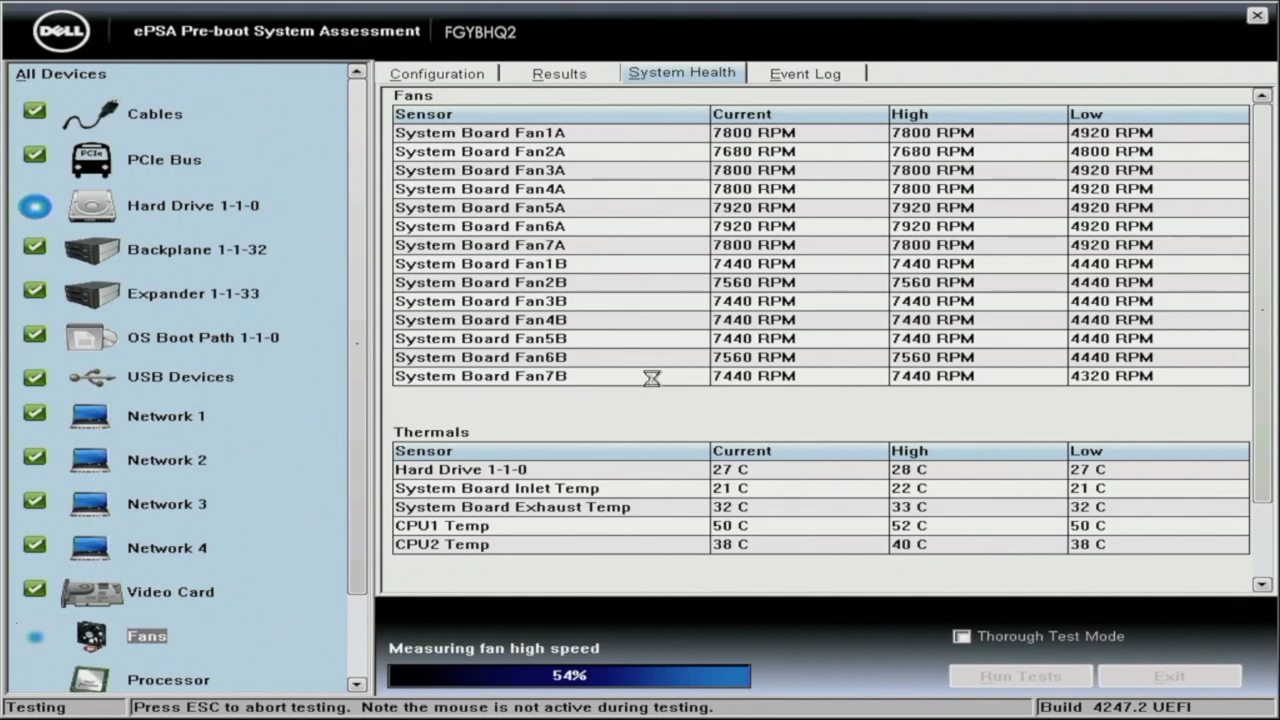 DELL
ePSA Pre-boot System Assessment FGYBHQ2
All Devices
Cables
PCIe
PCIe Bus
Hard Drive 1-1-0
Backplane 1-1-32
Expander 1-1-33
OS Boot Path 1-1-0
USB Devices
Network 1
Network 2
Network 3
Network 4
Video Card
Fans
Processor
Configuration Results System Health Event Log
Fans
Sensor Current High Low
System Board Fan1A 7800 RPM 7800 RPM 4920 RPM
System Board Fan2A 7680 RPM 7680 RPM 4800 RPM
System Board Fan3A 7800 RPM 7800 RPM 4920 RPM
System Board Fan4A 7800 RPM 7800 RPM 4920 RPM
System Board Fan5A 7920 RPM 7920 RPM 4920 RPM
System Board Fan6A 7920 RPM 7920 RPM 4920 RPM
System Board Fan7A 7800 RPM 7800 RPM 4920 RPM
System Board Fan1B 7440 RPM 7440 RPM 4440 RPM
System Board Fan2B 7560 RPM 7560 RPM 4440 RPM
System Board Fan3B 7440 RPM 7440 RPM 4440 RPM
System Board Fan4B 7440 RPM 7440 RPM 4440 RPM
System Board Fan5B 7440 RPM 7440 RPM 4440 RPM
System Board Fan6B 7560 RPM 7560 RPM 4440 RPM
System Board Fan7B 7440 RPM 7440 RPM 4320 RPM
Thermals
Sensor Current High Low
Hard Drive 1-1-0 27 C 28 C 27 C
System Board Inlet Temp 21 C 22 C 21 C
System Board Exhaust Temp 32 C 33 C 32 C
CPU1 Temp 50 C 52 C 50 C
CPU2 Temp 38 C 40 C 38 C
Measuring fan high speed
54%
Thorough Test Mode
Run Tests Exit
Testing Press ESC to abort testing. Note the mouse is not active during testing. Build 4247.2 UEFI